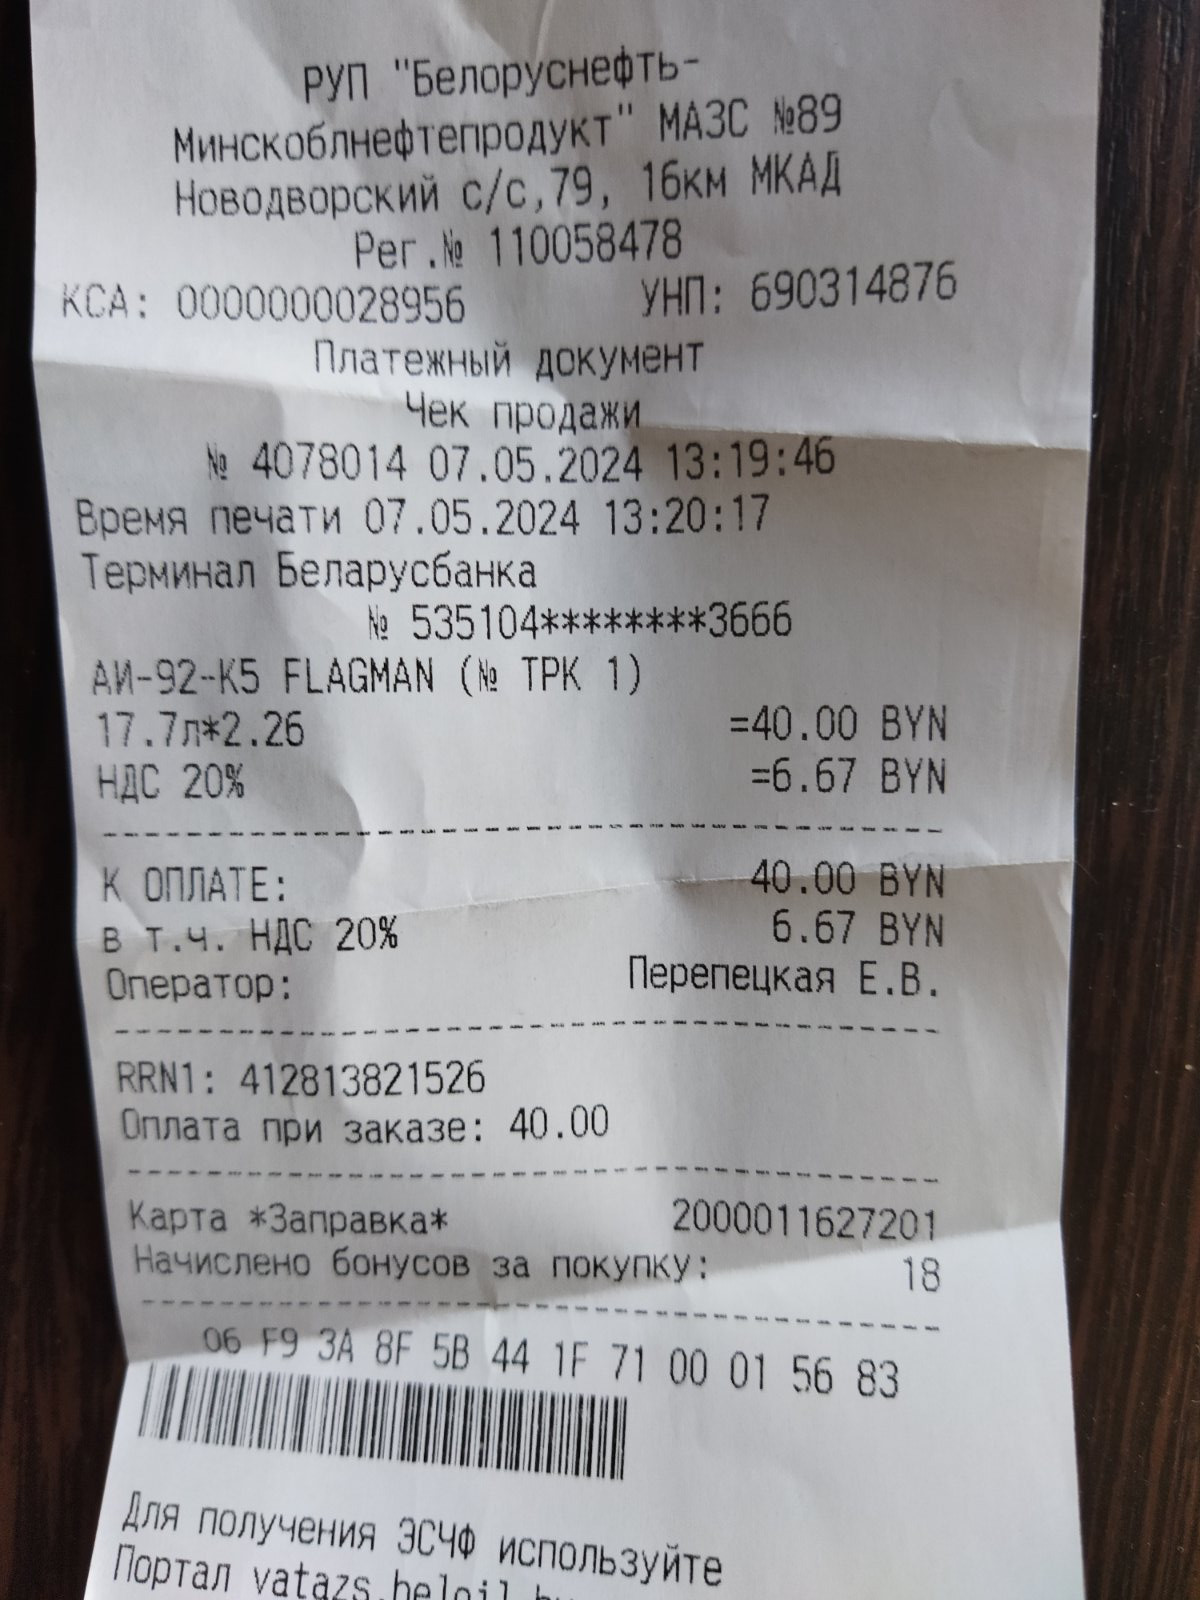 РУП "Белоруснефть-
Минскоблнефтепродукт" МАЗС №89
Новодворский с/с,79, 16км МКАД
Рег.№ 110058478
КСА: 0000000028956 УНП: 690314876
Платежный документ
Чек продажи
№ 4078014 07.05.2024 13:19:46
Время печати 07.05.2024 13:20:17
Терминал Беларусбанка
№ 535104********3666
АИ-92-К5 FLAGMAN (№ ТРК 1)
17.7л*2.26 =40.00 BYN
НДС 20% =6.67 BYN
К ОПЛАТЕ: 40.00 BYN
в т.ч. НДС 20% 6.67 BYN
Оператор: Перепецкая Е.В.
RRN1: 412813821526
Оплата при заказе: 40.00
Карта *Заправка* 2000011627201
Начислено бонусов за покупку: 18
06 F9 3A 8F 5B 44 1F 71 00 01 56 83
Для получения ЭСЧФ используйте
Портал vatazs.beloil.by